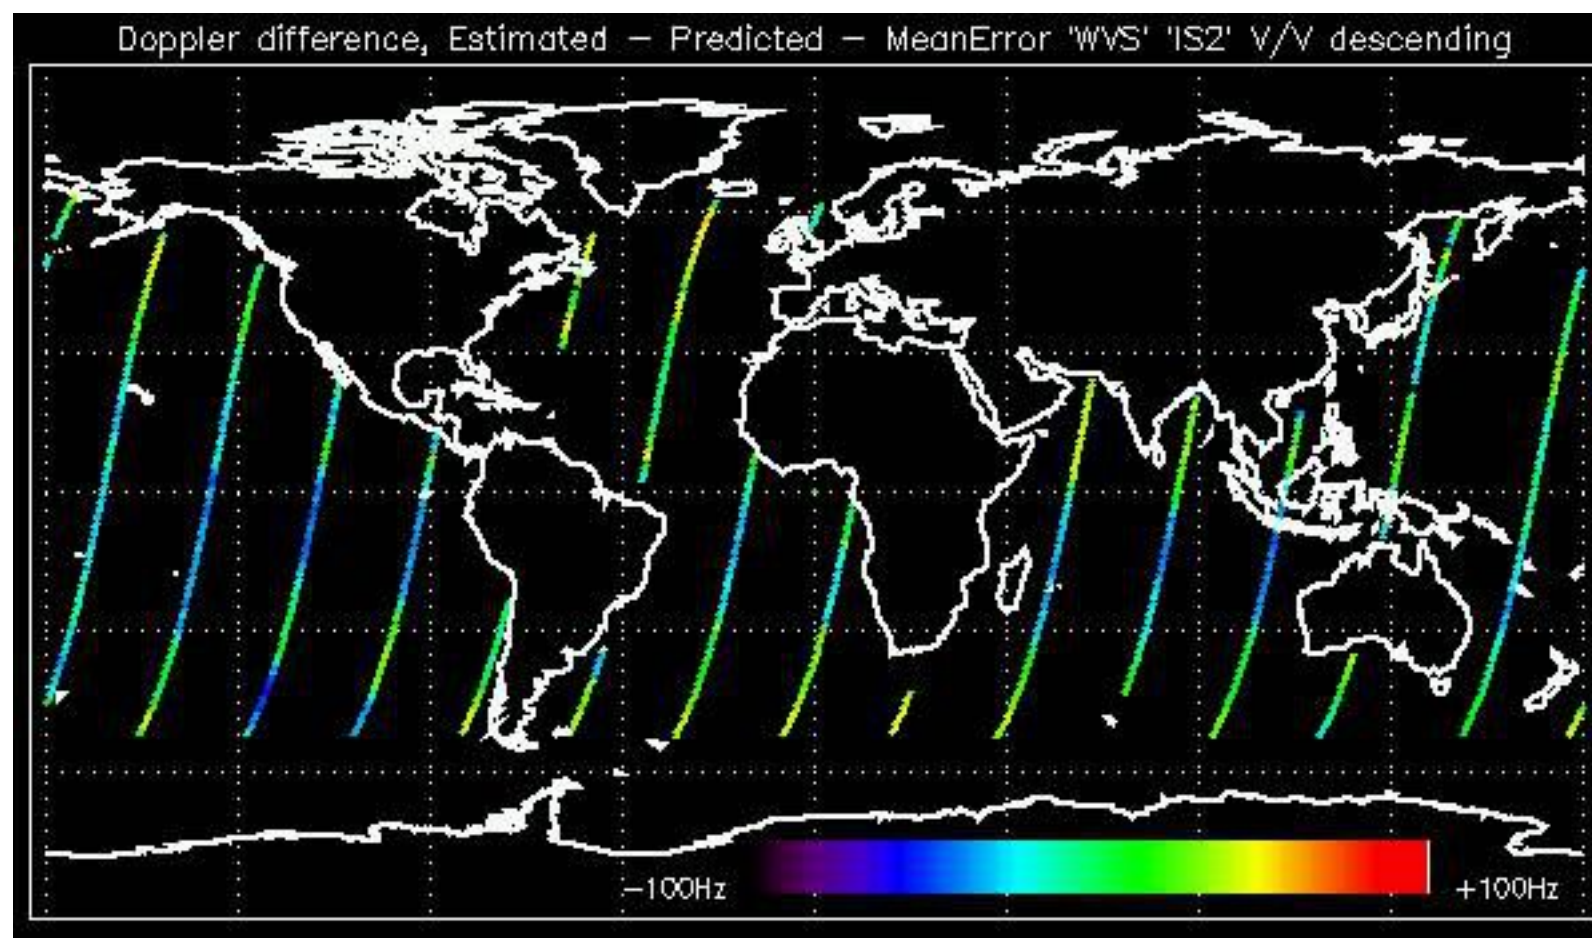 Doppler difference, Estimated – Predicted – MeanError 'WVS' 'IS2' V/V descending
–100Hz +100Hz